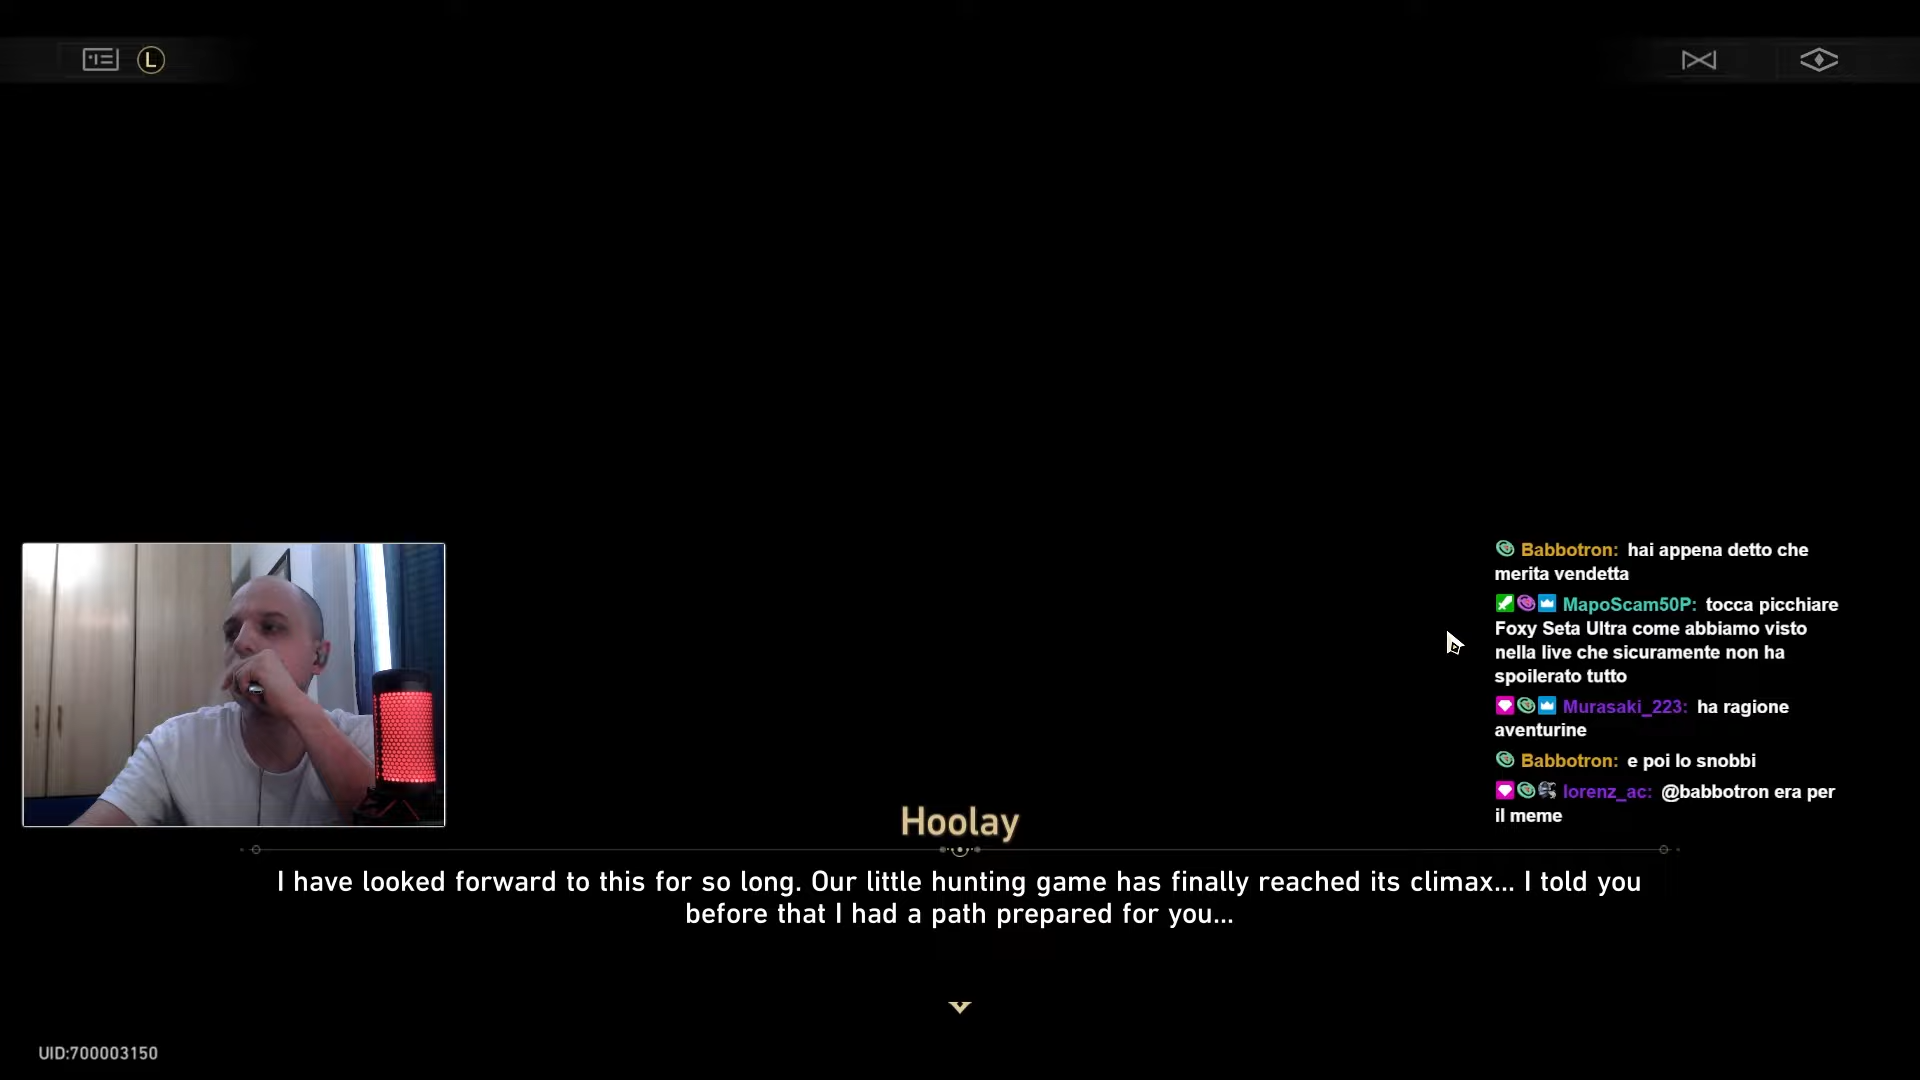 L
Babbotron: hai appena detto che
merita vendetta
MapoScam50P: tocca picchiare
Foxy Seta Ultra come abbiamo visto
nella live che sicuramente non ha
spoilerato tutto
Murasaki_223: ha ragione
aventurine
Babbotron: e poi lo snobbi
lorenz_ac: @babbotron era per
il meme
Hoolay
I have looked forward to this for so long. Our little hunting game has finally reached its climax... I told you
before that I had a path prepared for you...
UID:700003150